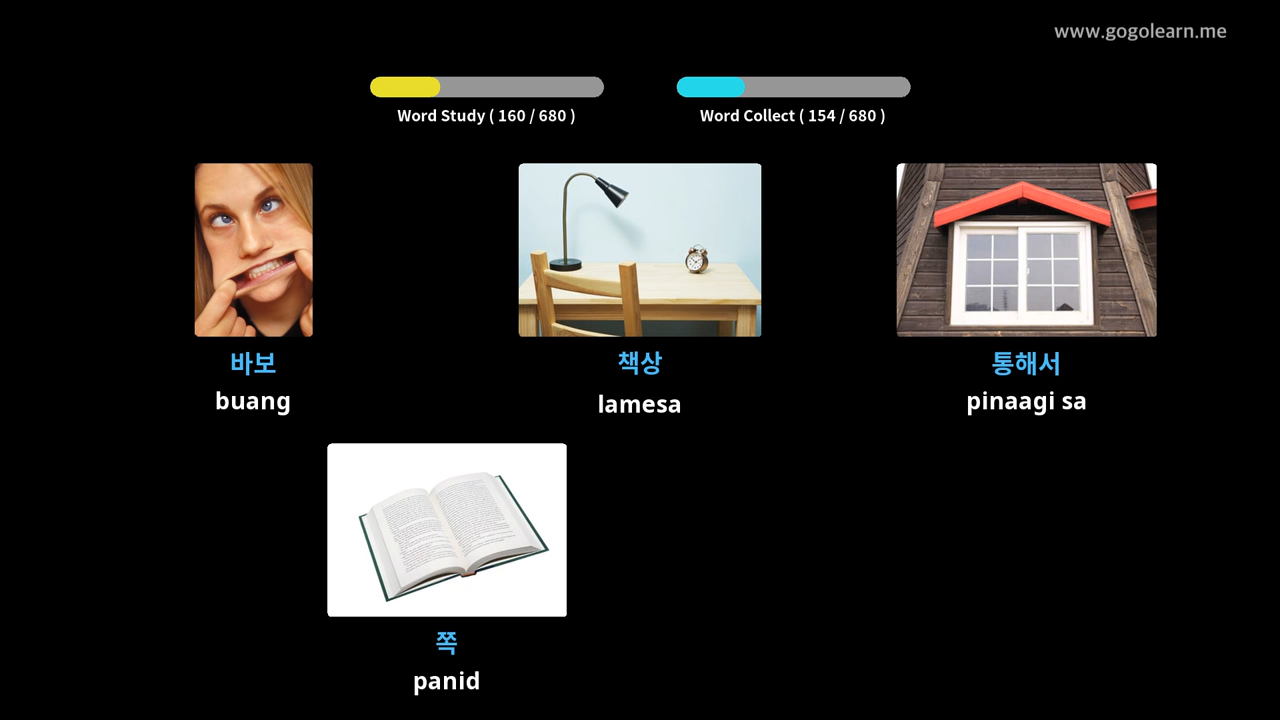 www.gogolearn.me
Word Study ( 160 / 680 )
Word Collect ( 154 / 680 )
바보
buang
책상
lamesa
통해서
pinaagi sa
쪽
panid